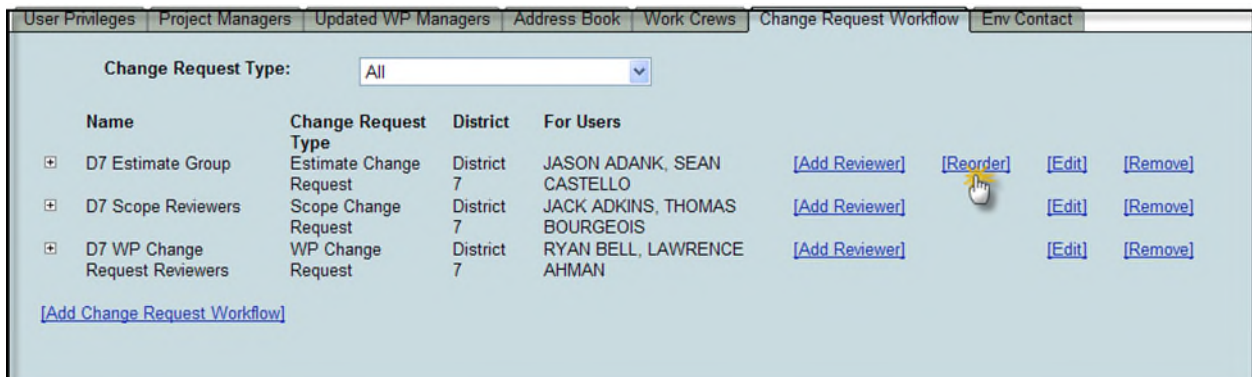 User Privileges Project Managers Updated WP Managers Address Book Work Crews Change Request Workflow Env Contact
Change Request Type: All
Name Change Request Type District For Users
D7 Estimate Group Estimate Change Request District 7 JASON ADANK, SEAN CASTELLO [Add Reviewer] [Reorder] [Edit] [Remove]
D7 Scope Reviewers Scope Change Request District 7 JACK ADKINS, THOMAS BOURGEOIS [Add Reviewer] [Edit] [Remove]
D7 WP Change Request Reviewers WP Change Request District 7 RYAN BELL, LAWRENCE AHMAN [Add Reviewer] [Edit] [Remove]
[Add Change Request Workflow]